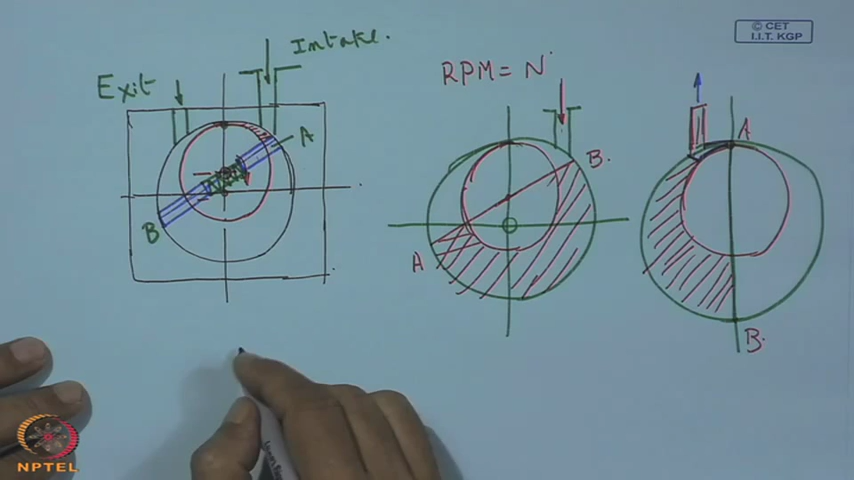 © CET
I.I.T. KGP
Intake.
Exit
RPM = N
A
B
B.
A
A
B.
NPTEL